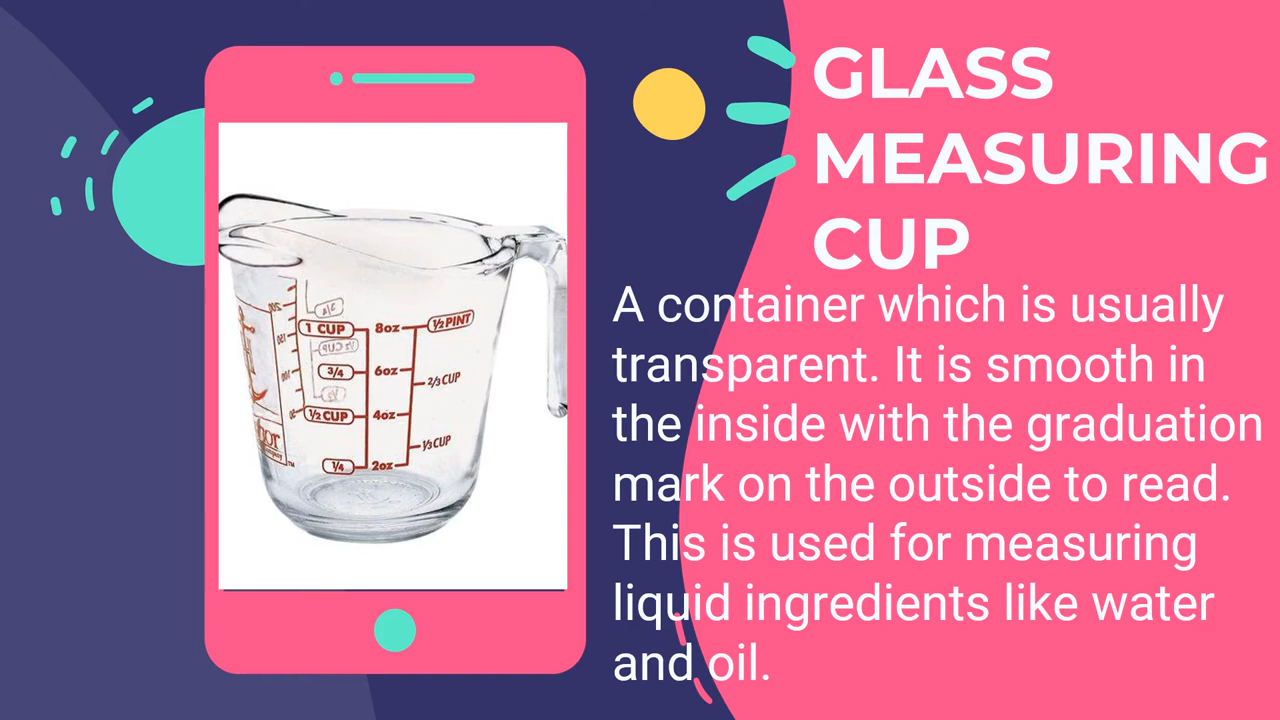 GLASS
MEASURING
CUP
A container which is usually
transparent. It is smooth in
the inside with the graduation
mark on the outside to read.
This is used for measuring
liquid ingredients like water
and oil.
1 CUP 8oz 1/2 PINT
3/4 6oz 2/3 CUP
1/2 CUP 4oz 1/3 CUP
1/4 2oz